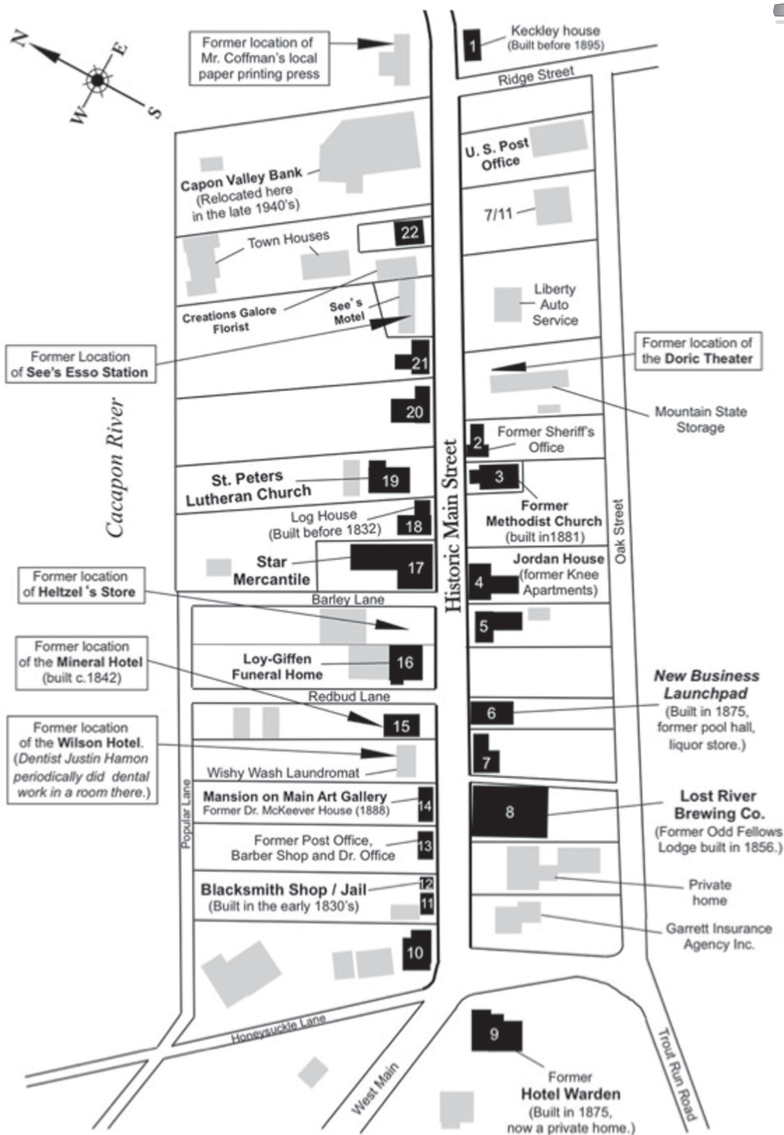 Keckley house
(Built before 1895)
1
Ridge Street
Former location of
Mr. Coffman's local
paper printing press
N
E
W
S
U. S. Post
Office
Capon Valley Bank
(Relocated here
in the late 1940's)
7/11
22
Town Houses
Creations Galore
Florist
See's
Motel
Liberty
Auto
Service
Former Location
of See's Esso Station
21
Former location of
the Doric Theater
Mountain State
Storage
20
Cacapon River
Historic Main Street
2
Former Sheriff's
Office
St. Peters
Lutheran Church
19
3
Former
Methodist Church
(built in1881)
Oak Street
Log House
(Built before 1832)
18
Star
Mercantile
17
Jordan House
(former Knee
Apartments)
4
Barley Lane
Former location
of Heltzel's Store
5
Former location
of the Mineral Hotel
(built c.1842)
Loy-Giffen
Funeral Home
16
Redbud Lane
New Business
Launchpad
(Built in 1875,
former pool hall,
liquor store.)
6
15
Former location
of the Wilson Hotel.
(Dentist Justin Hamon
periodically did dental
work in a room there.)
Wishy Wash Laundromat
7
Popular Lane
Mansion on Main Art Gallery
Former Dr. McKeever House (1888)
14
8
Lost River
Brewing Co.
(Former Odd Fellows
Lodge built in 1856.)
Former Post Office,
Barber Shop and Dr. Office
13
Private
home
Blacksmith Shop / Jail
(Built in the early 1830's)
12
11
Garrett Insurance
Agency Inc.
10
Honeysuckle Lane
West Main
9
Trout Run Road
Former
Hotel Warden
(Built in 1875,
now a private home.)